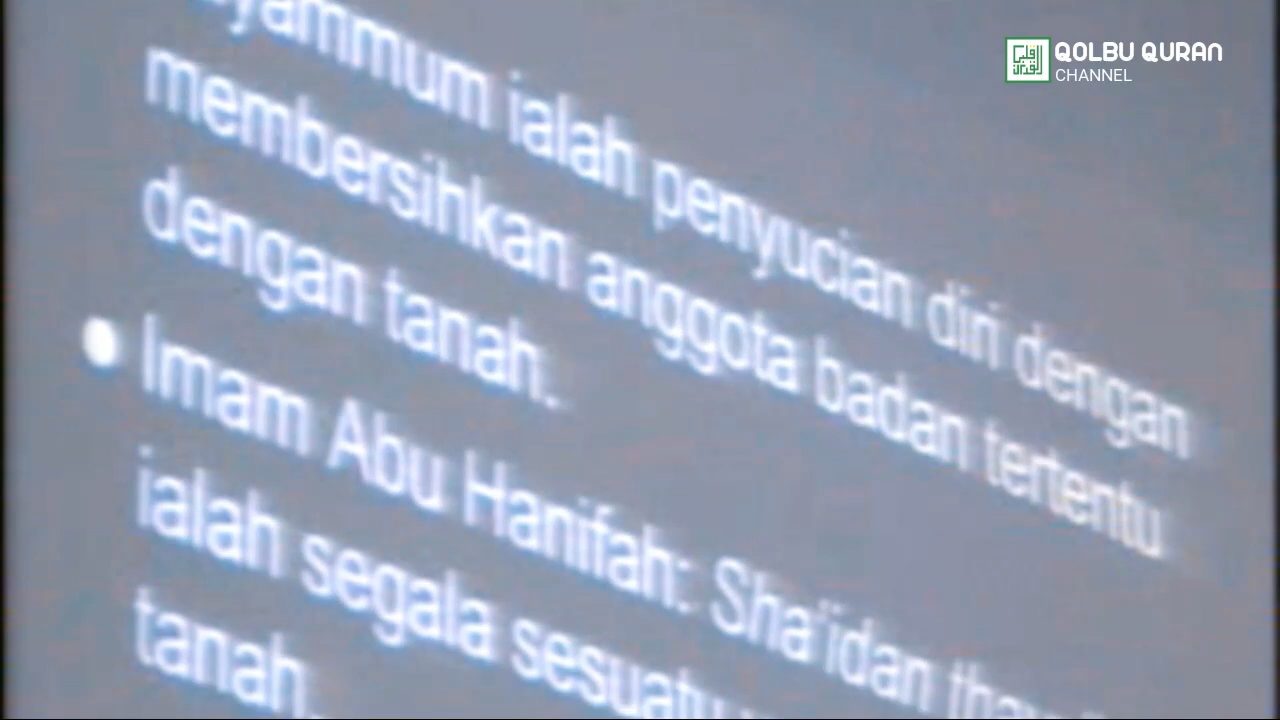 QOLBU QURAN
CHANNEL
ialah penyucian diri dengan
membersihkan anggota badan tertentu
dengan tanah.
Imam Abu Hanifah: Sha'idan
ialah segala
tanah.